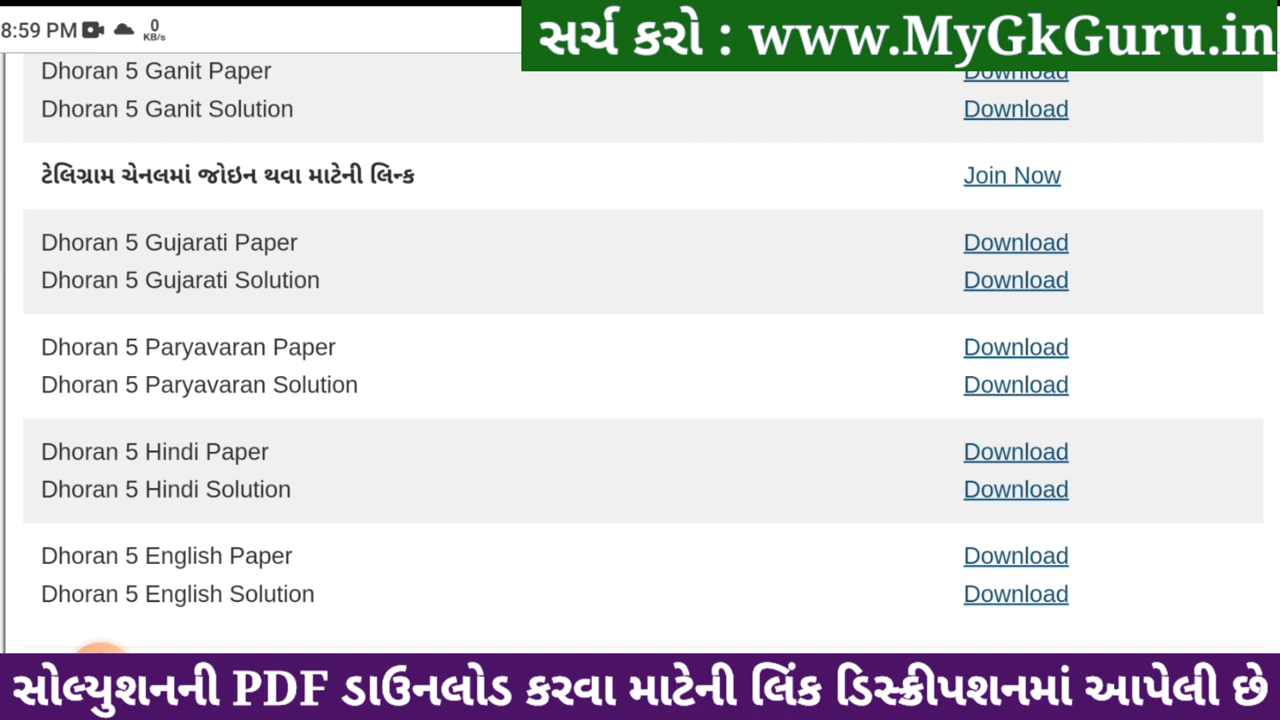 8:59 PM
0
KB/s
સર્ચ કરો : www.MyGkGuru.in
Dhoran 5 Ganit Paper Download
Dhoran 5 Ganit Solution Download
ટેલિગ્રામ ચેનલમાં જોઇન થવા માટેની લિન્ક Join Now
Dhoran 5 Gujarati Paper Download
Dhoran 5 Gujarati Solution Download
Dhoran 5 Paryavaran Paper Download
Dhoran 5 Paryavaran Solution Download
Dhoran 5 Hindi Paper Download
Dhoran 5 Hindi Solution Download
Dhoran 5 English Paper Download
Dhoran 5 English Solution Download
સોલ્યુશનની PDF ડાઉનલોડ કરવા માટેની લિંક ડિસ્ક્રીપશનમાં આપેલી છે